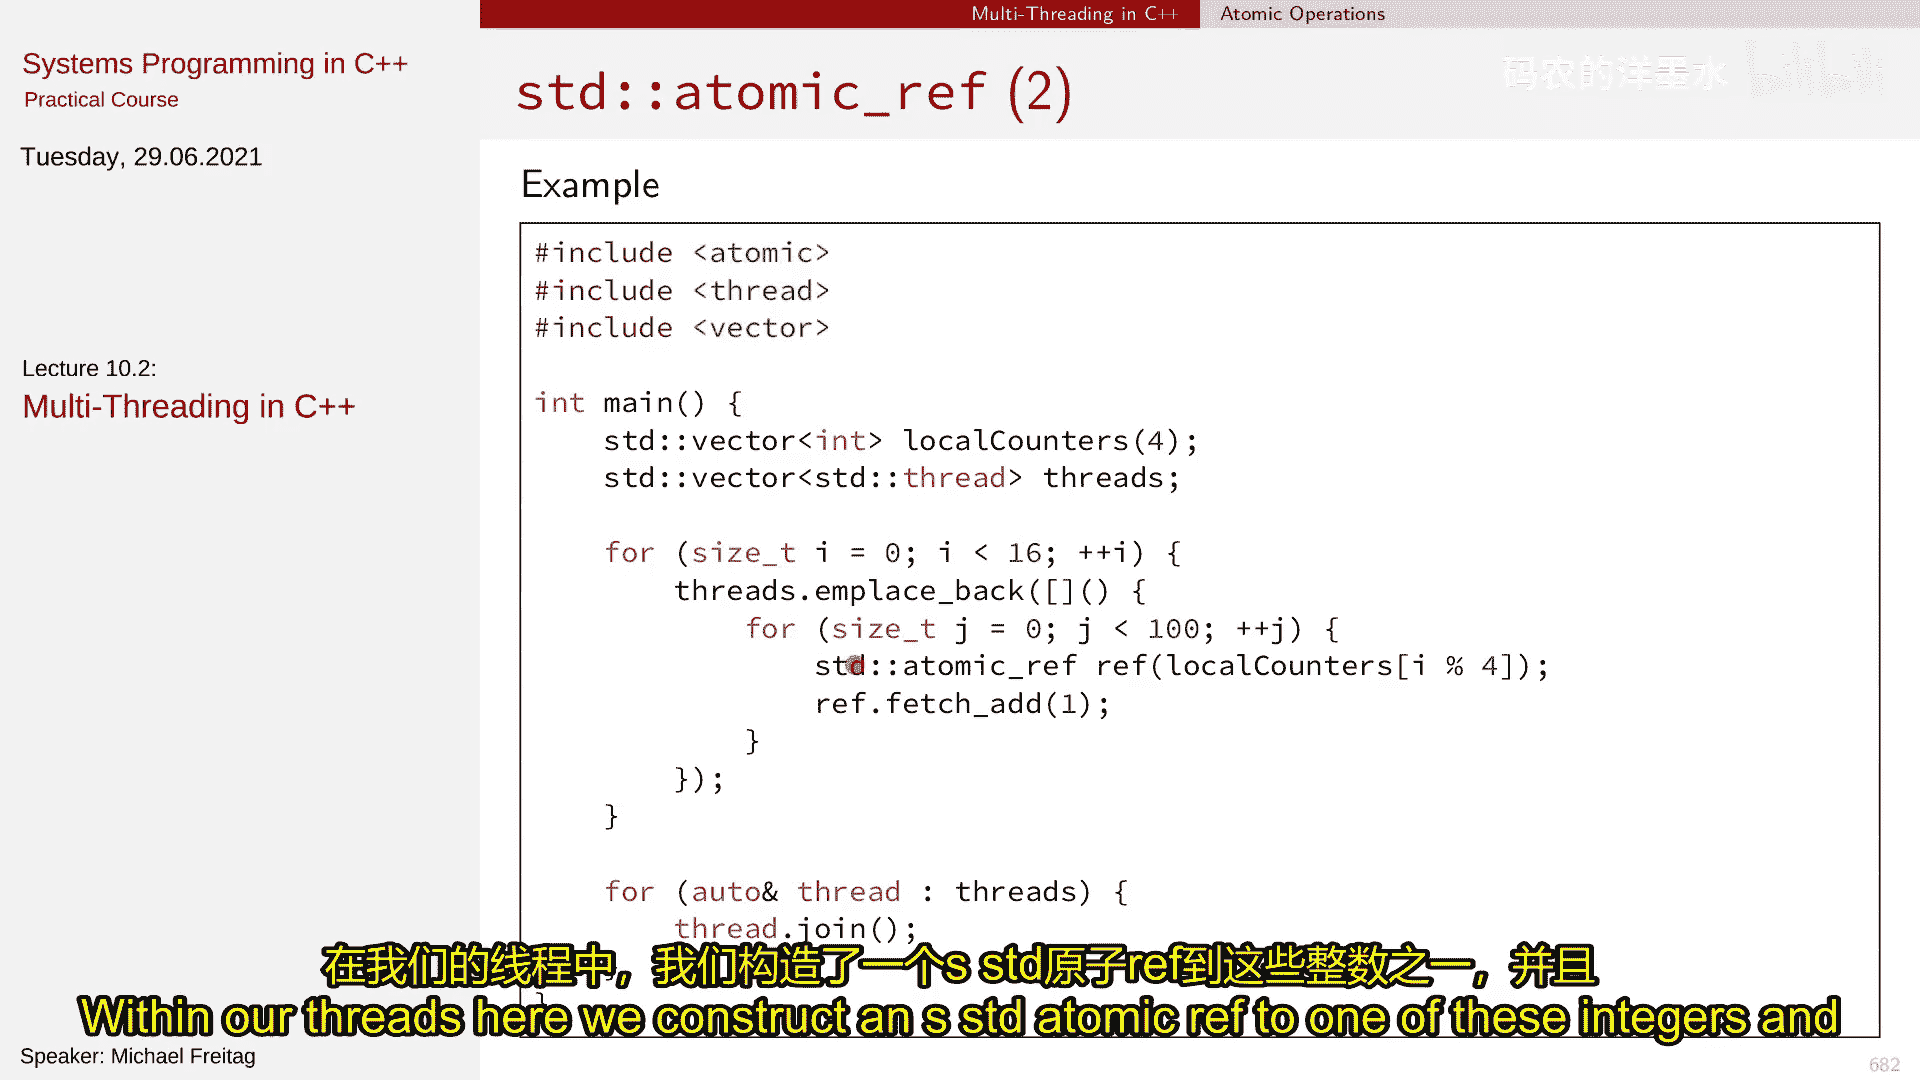 Multi-Threading in C++ Atomic Operations
Systems Programming in C++
Practical Course
Tuesday, 29.06.2021
Lecture 10.2:
Multi-Threading in C++
std::atomic_ref (2)
码农的洋墨水
Example
#include <atomic>
#include <thread>
#include <vector>
int main() {
    std::vector<int> localCounters(4);
    std::vector<std::thread> threads;
    for (size_t i = 0; i < 16; ++i) {
        threads.emplace_back([]() {
            for (size_t j = 0; j < 100; ++j) {
                std::atomic_ref ref(localCounters[i % 4]);
                ref.fetch_add(1);
            }
        });
    }
    for (auto& thread : threads) {
        thread.join();
在我们的线程中，我们构造了一个s std原子ref到这些整数之一，并且
Within our threads here we construct an s std atomic ref to one of these integers and
Speaker: Michael Freitag
682